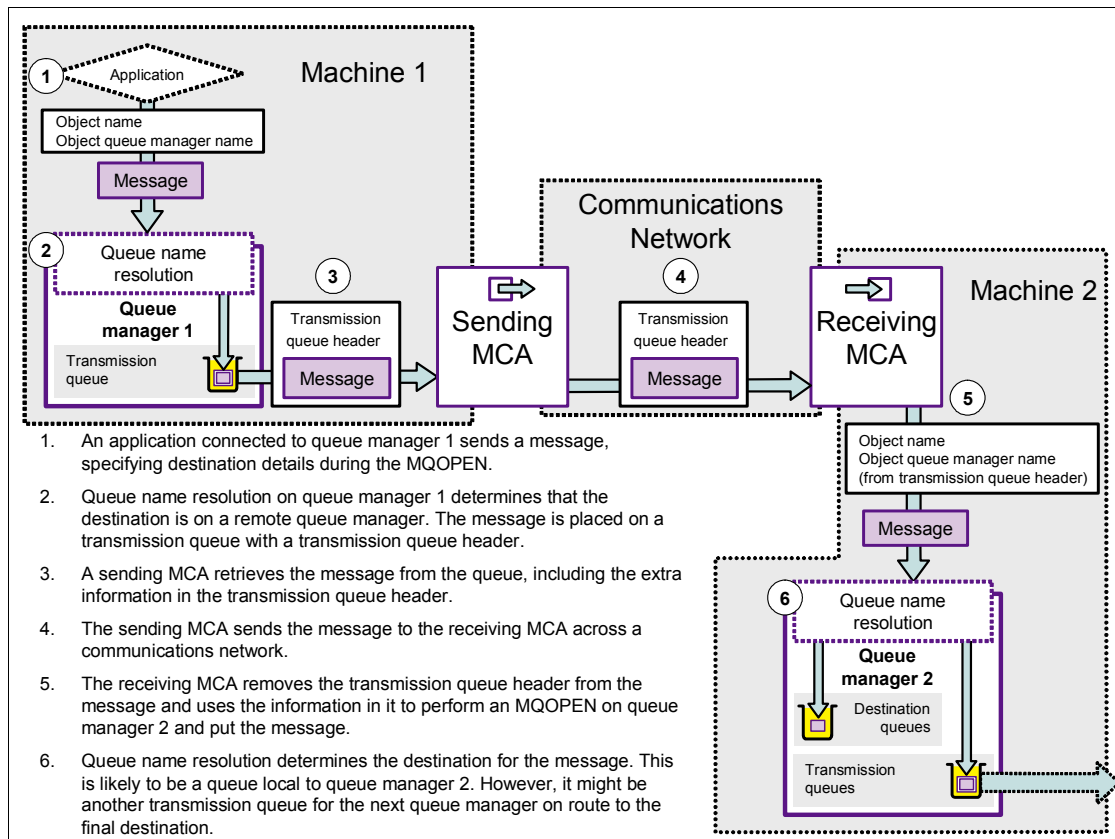 Machine 1
1
Application
Object name
Object queue manager name
Message
2
Queue name
resolution
Queue
manager 1
Transmission
queue
3
Transmission
queue header
Message
Sending
MCA
Communications
Network
4
Transmission
queue header
Message
Receiving
MCA
Machine 2
5
Object name
Object queue manager name
(from transmission queue header)
Message
6
Queue name
resolution
Queue
manager 2
Destination
queues
Transmission
queues
1. An application connected to queue manager 1 sends a message,
specifying destination details during the MQOPEN.
2. Queue name resolution on queue manager 1 determines that the
destination is on a remote queue manager. The message is placed on a
transmission queue with a transmission queue header.
3. A sending MCA retrieves the message from the queue, including the extra
information in the transmission queue header.
4. The sending MCA sends the message to the receiving MCA across a
communications network.
5. The receiving MCA removes the transmission queue header from the
message and uses the information in it to perform an MQOPEN on queue
manager 2 and put the message.
6. Queue name resolution determines the destination for the message. This
is likely to be a queue local to queue manager 2. However, it might be
another transmission queue for the next queue manager on route to the
final destination.